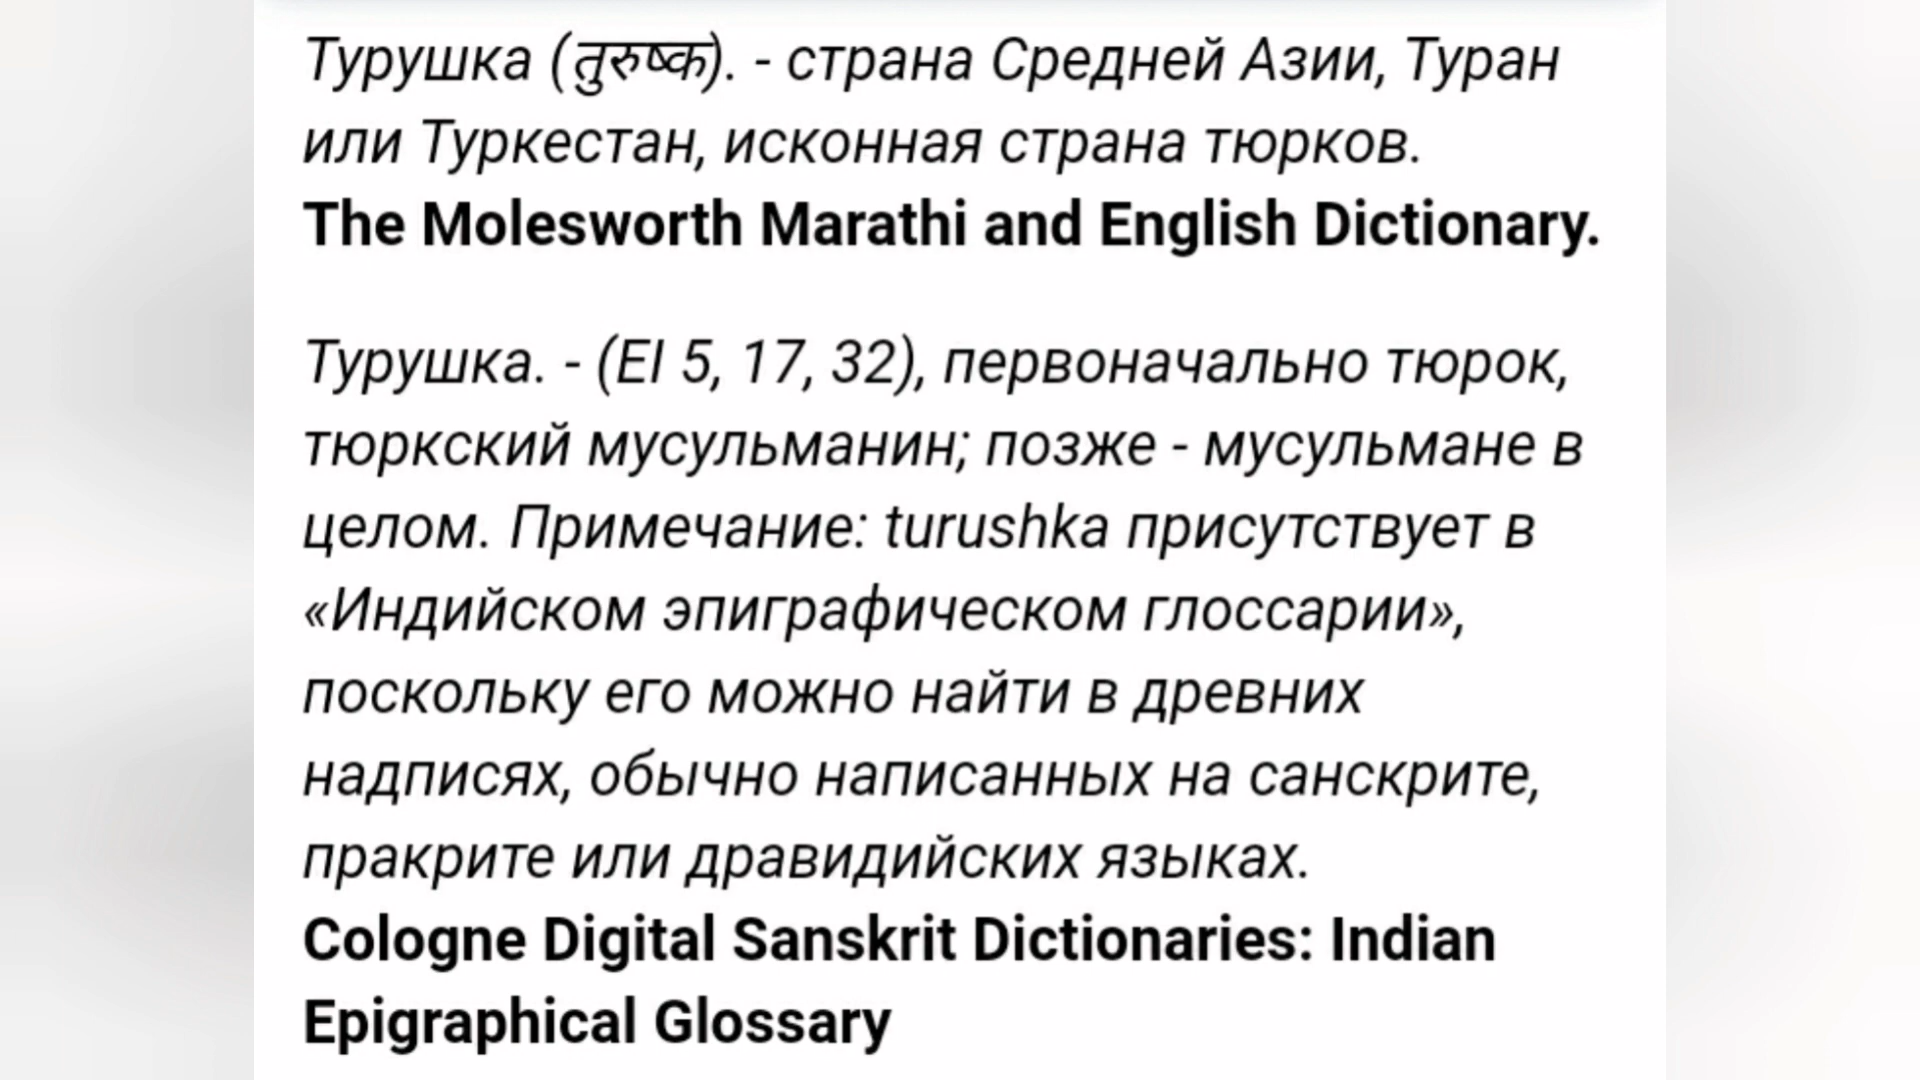 Турушка (तुरुष्क). - страна Средней Азии, Туран
или Туркестан, исконная страна тюрков.
The Molesworth Marathi and English Dictionary.
Турушка. - (EI 5, 17, 32), первоначально тюрок,
тюркский мусульманин; позже - мусульмане в
целом. Примечание: turushka присутствует в
«Индийском эпиграфическом глоссарии»,
поскольку его можно найти в древних
надписях, обычно написанных на санскрите,
пракрите или дравидийских языках.
Cologne Digital Sanskrit Dictionaries: Indian
Epigraphical Glossary